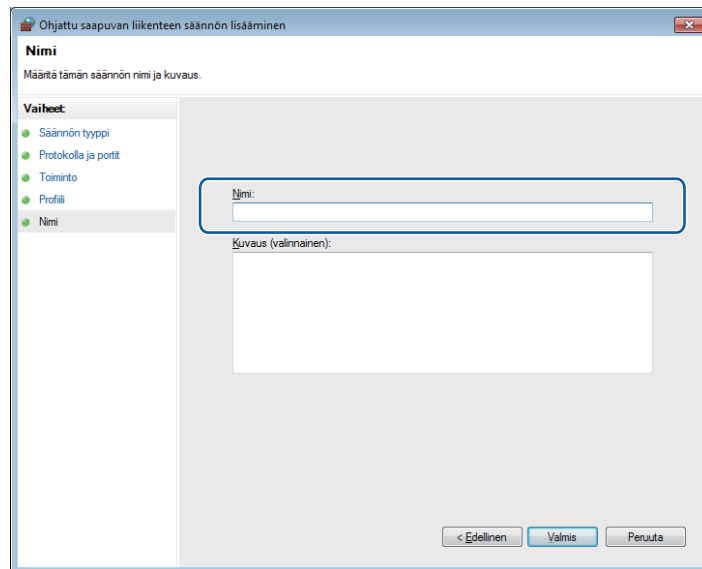 Ohjattu saapuvan liikenteen säännön lisääminen
Nimi
Määritä tämän säännön nimi ja kuvaus.
Vaiheet:
Säännön tyyppi
Protokolla ja portit
Toiminto
Profiili
Nimi
Nimi:
Kuvaus (valinnainen):
< Edellinen
Valmis
Peruuta